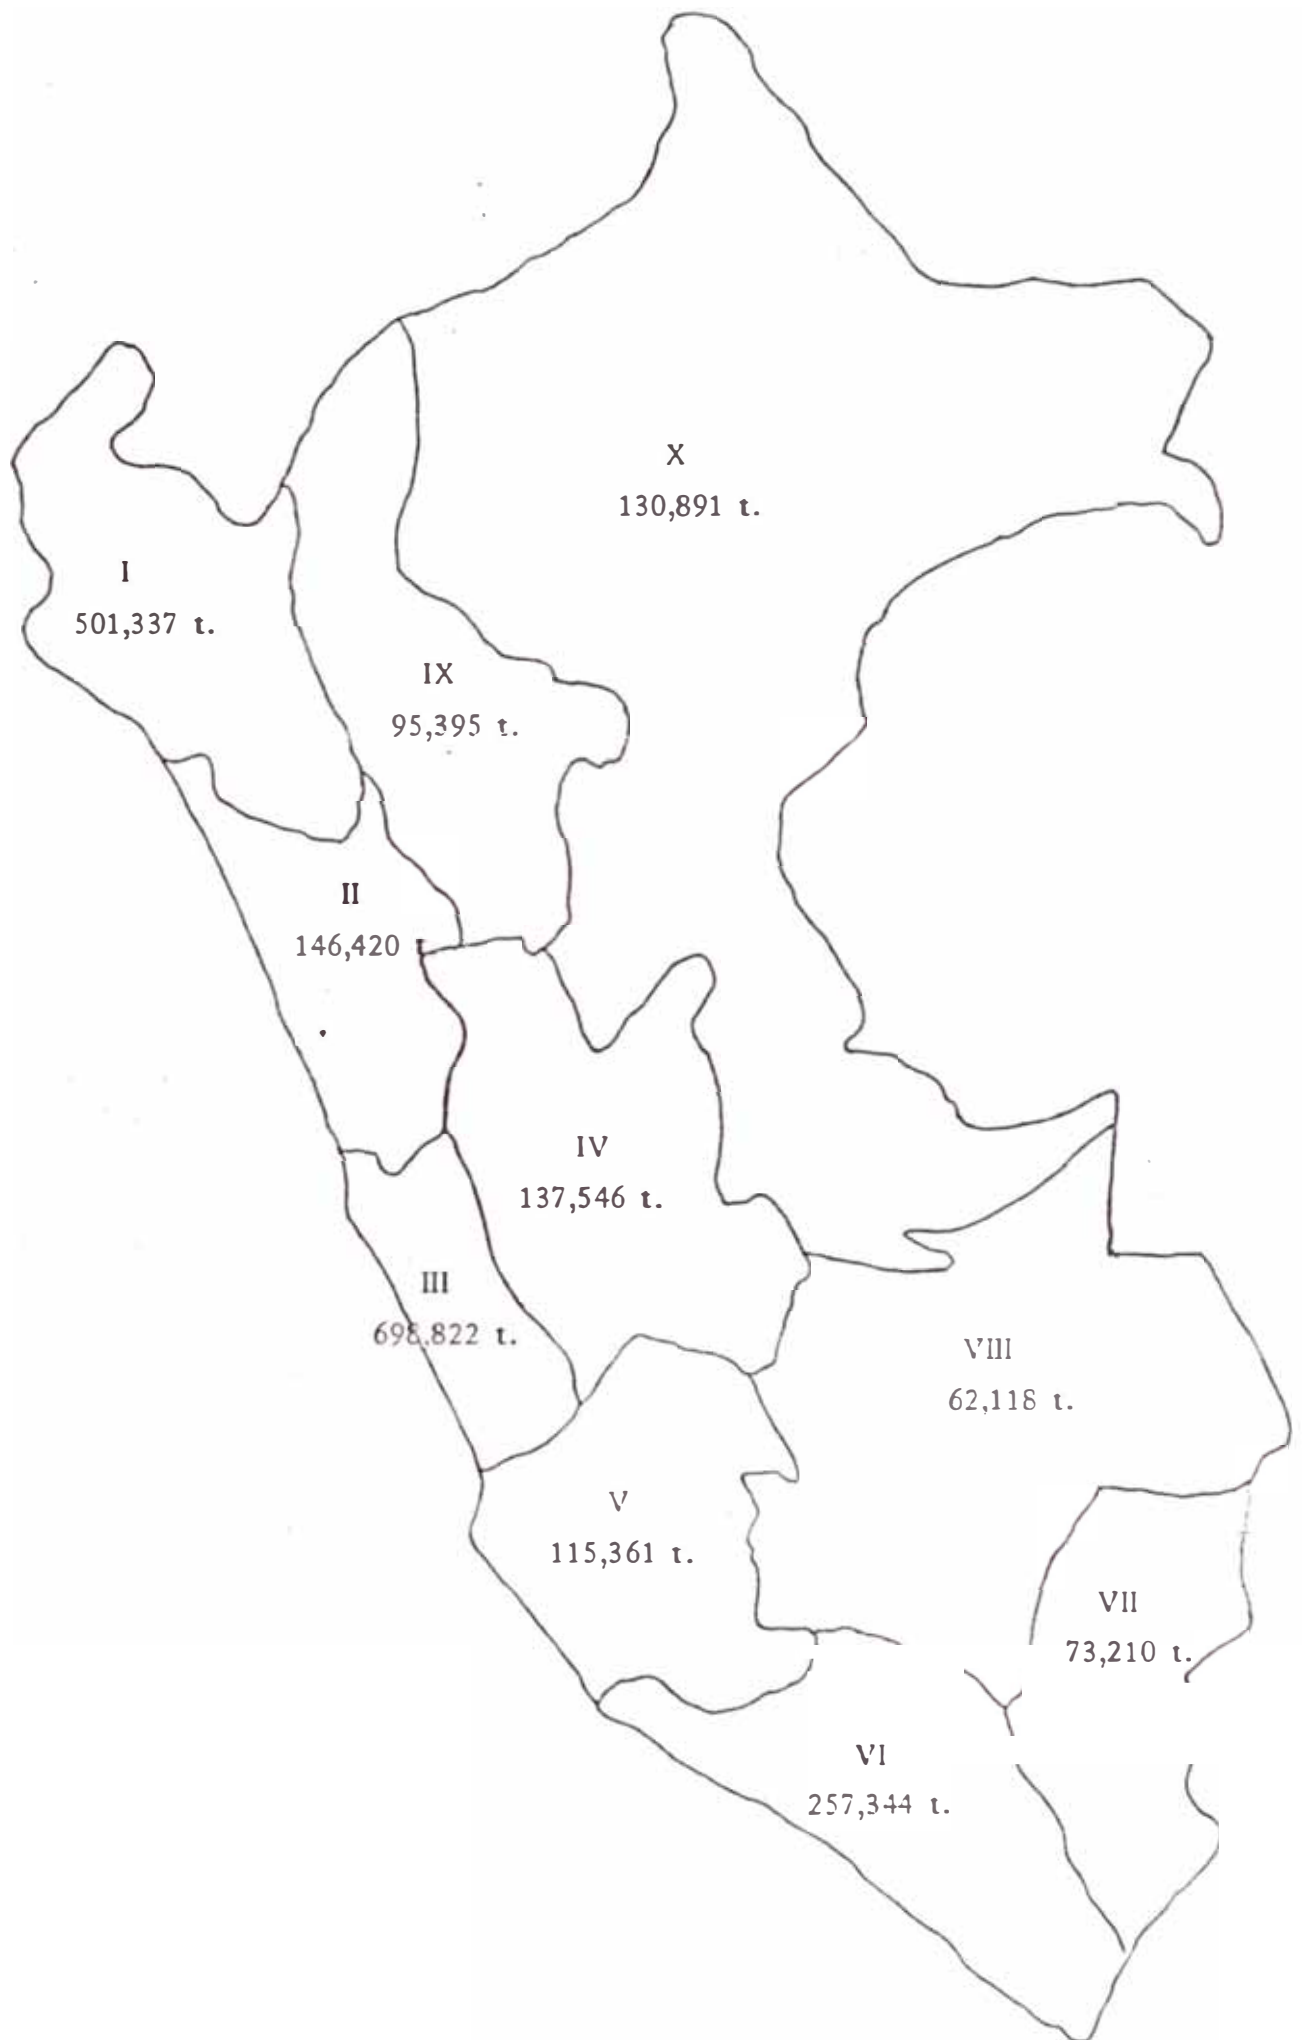 X
130,891 t.
I
501,337 t.
IX
95,395 t.
II
146,420 t
IV
137,546 t.
III
698,822 t.
VIII
62,118 t.
V
115,361 t.
VII
73,210 t.
VI
257,344 t.